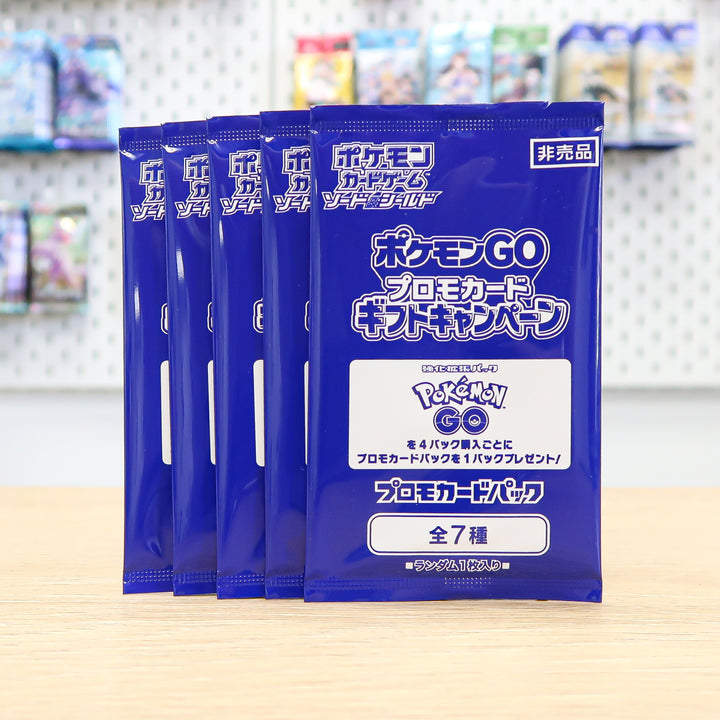 非売品
ポケモン
カードゲーム
ソード&シールド
ポケモンGO
プロモカード
ギフトキャンペーン
強化拡張パック
Pokémon
GO
を4パック購入ごとに
プロモカードパックを1パックプレゼント!
プロモカードパック
全7種
■ランダム1枚入り■